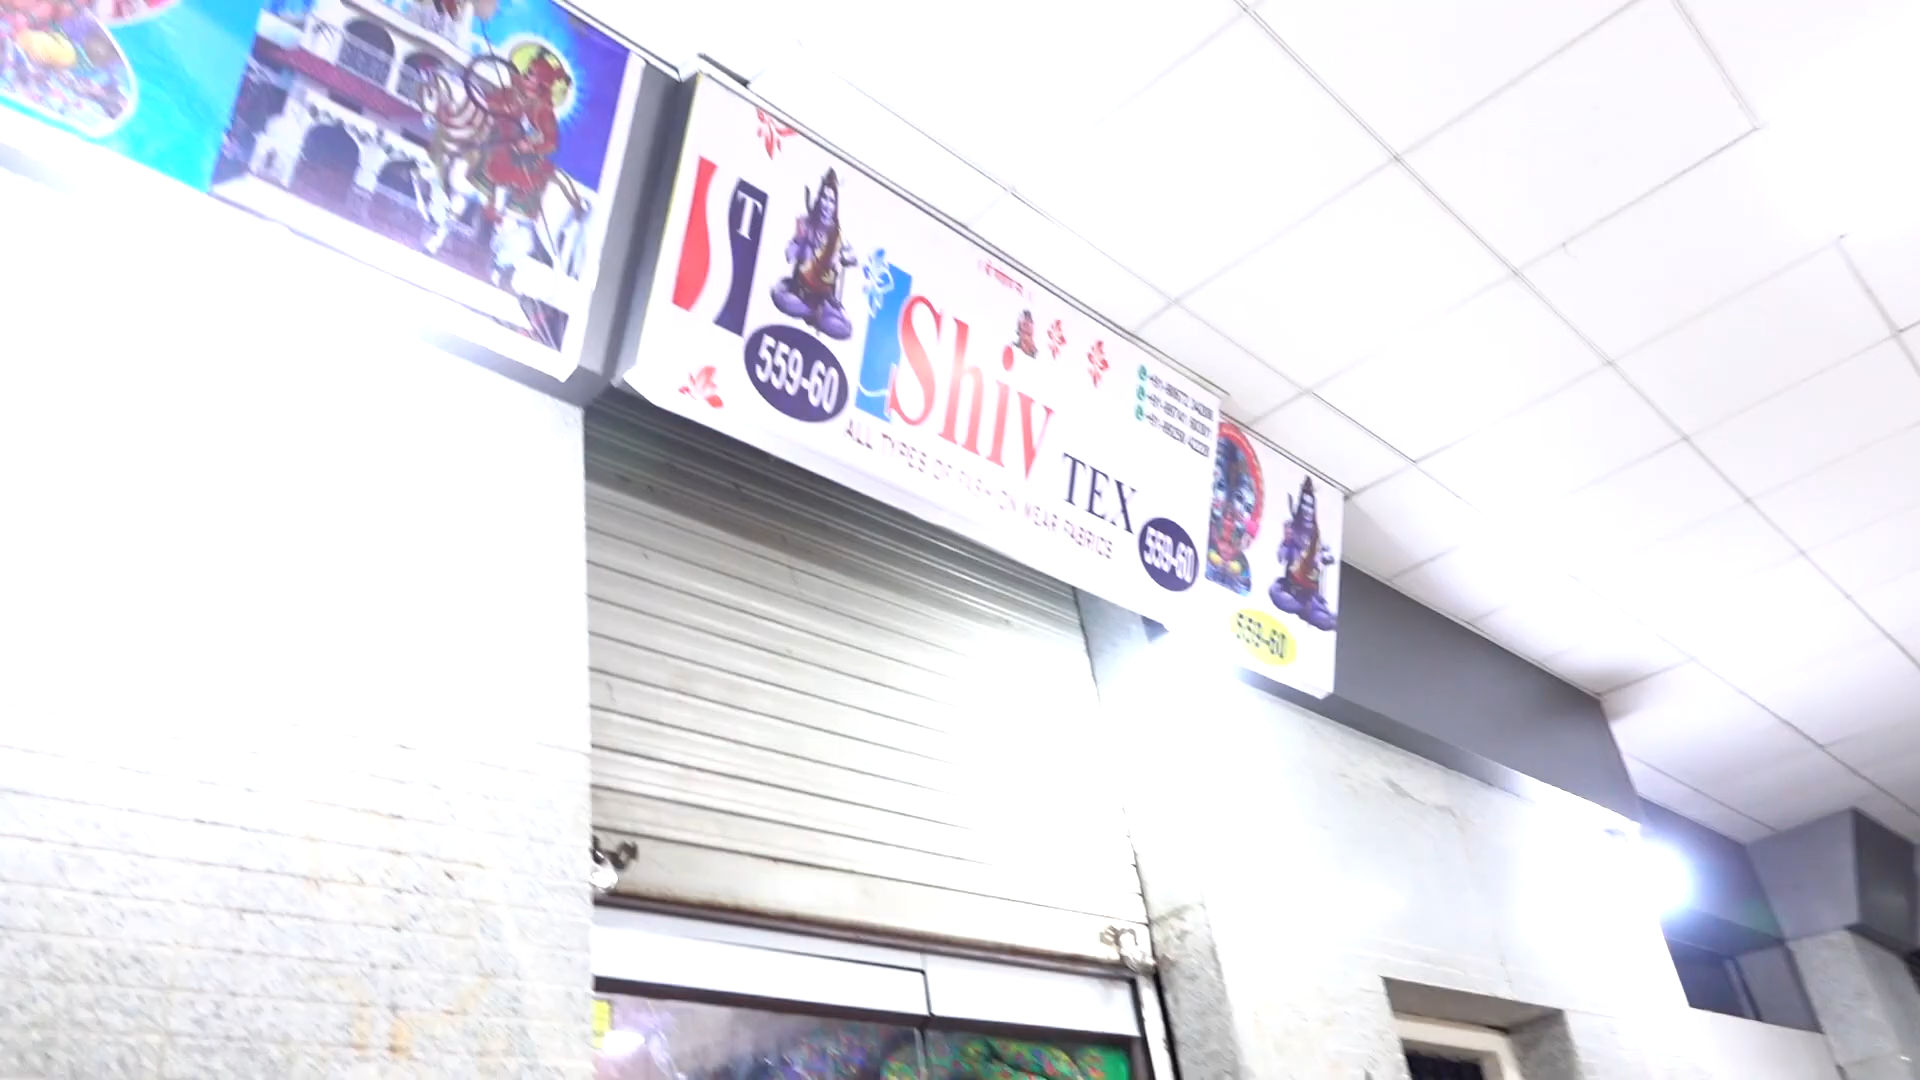 ST
559-60
Shiv
TEX
ALL TYPES OF FASHION WEAR FABRICS
559-60
559-60